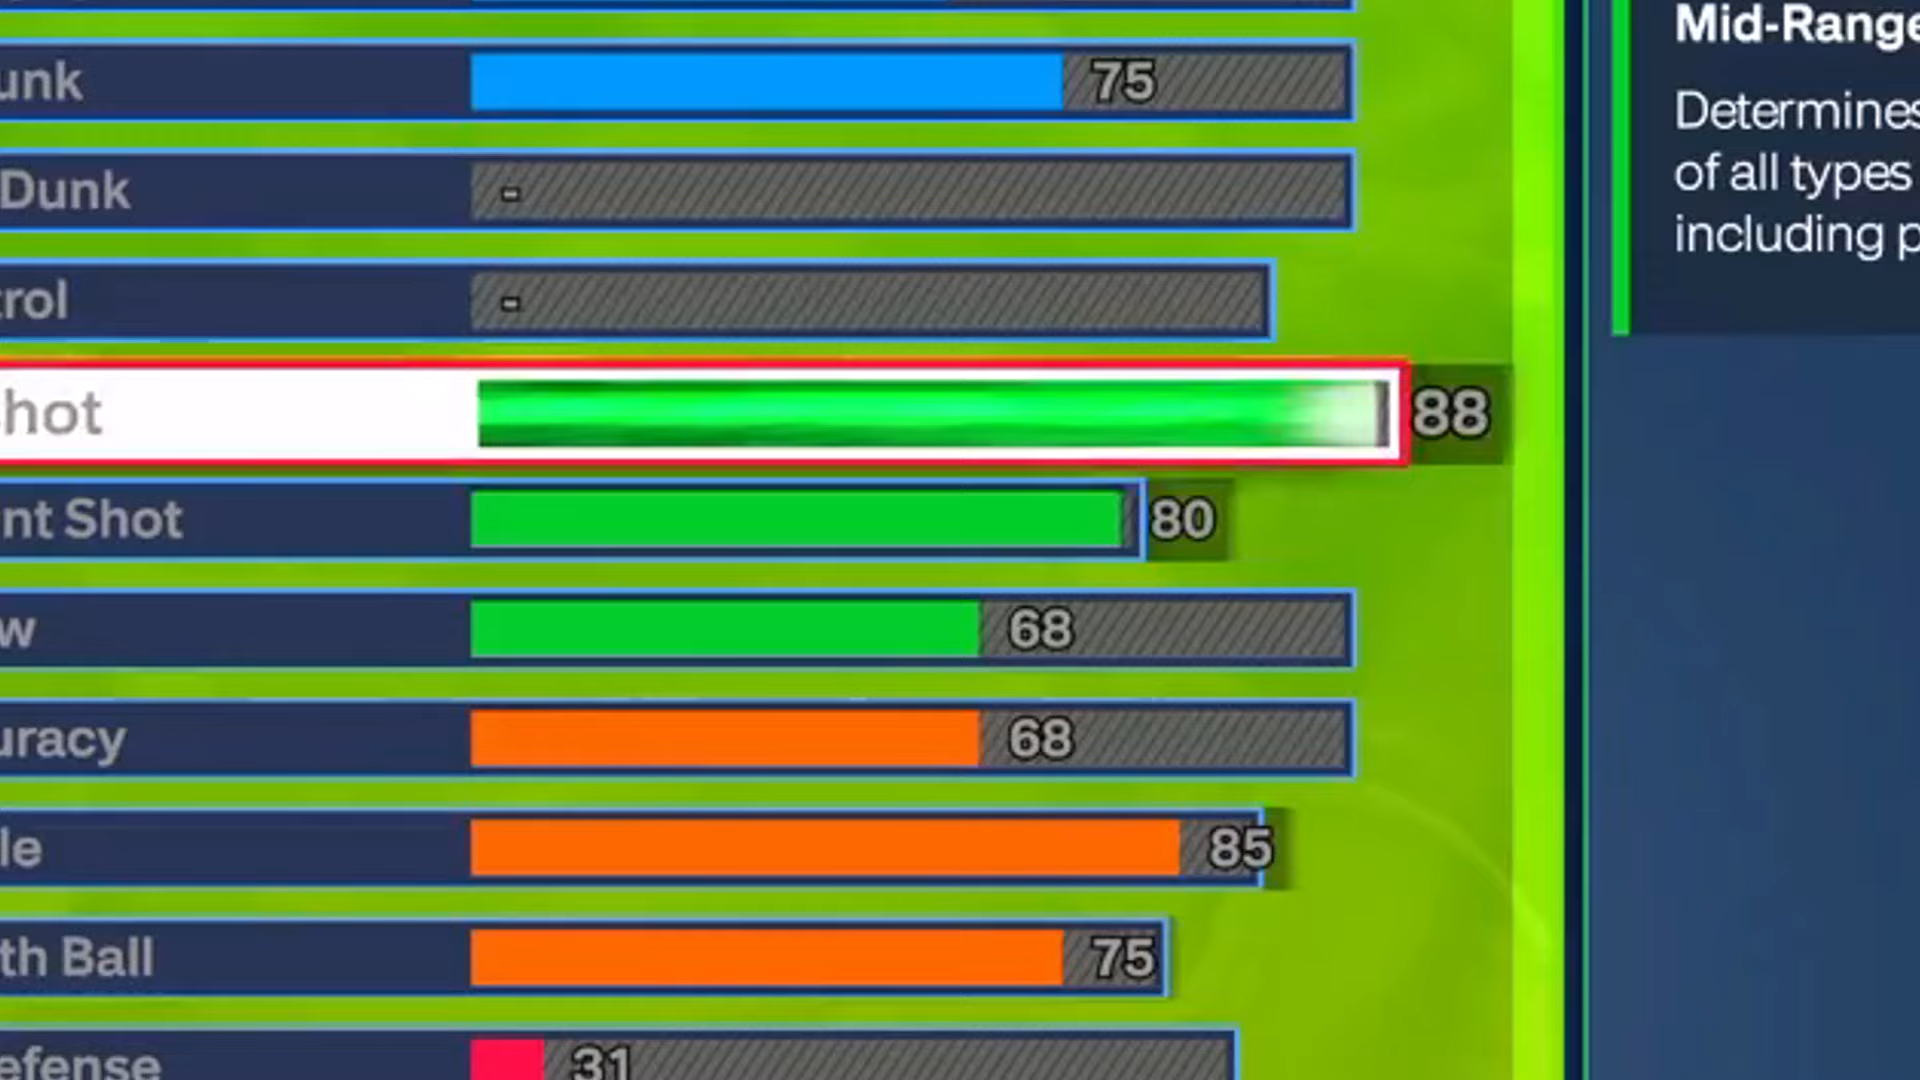 unk 75
Dunk -
trol -
hot 88
nt Shot 80
w 68
uracy 68
le 85
th Ball 75
efense 31
Mid-Range
Determines
of all types
including p